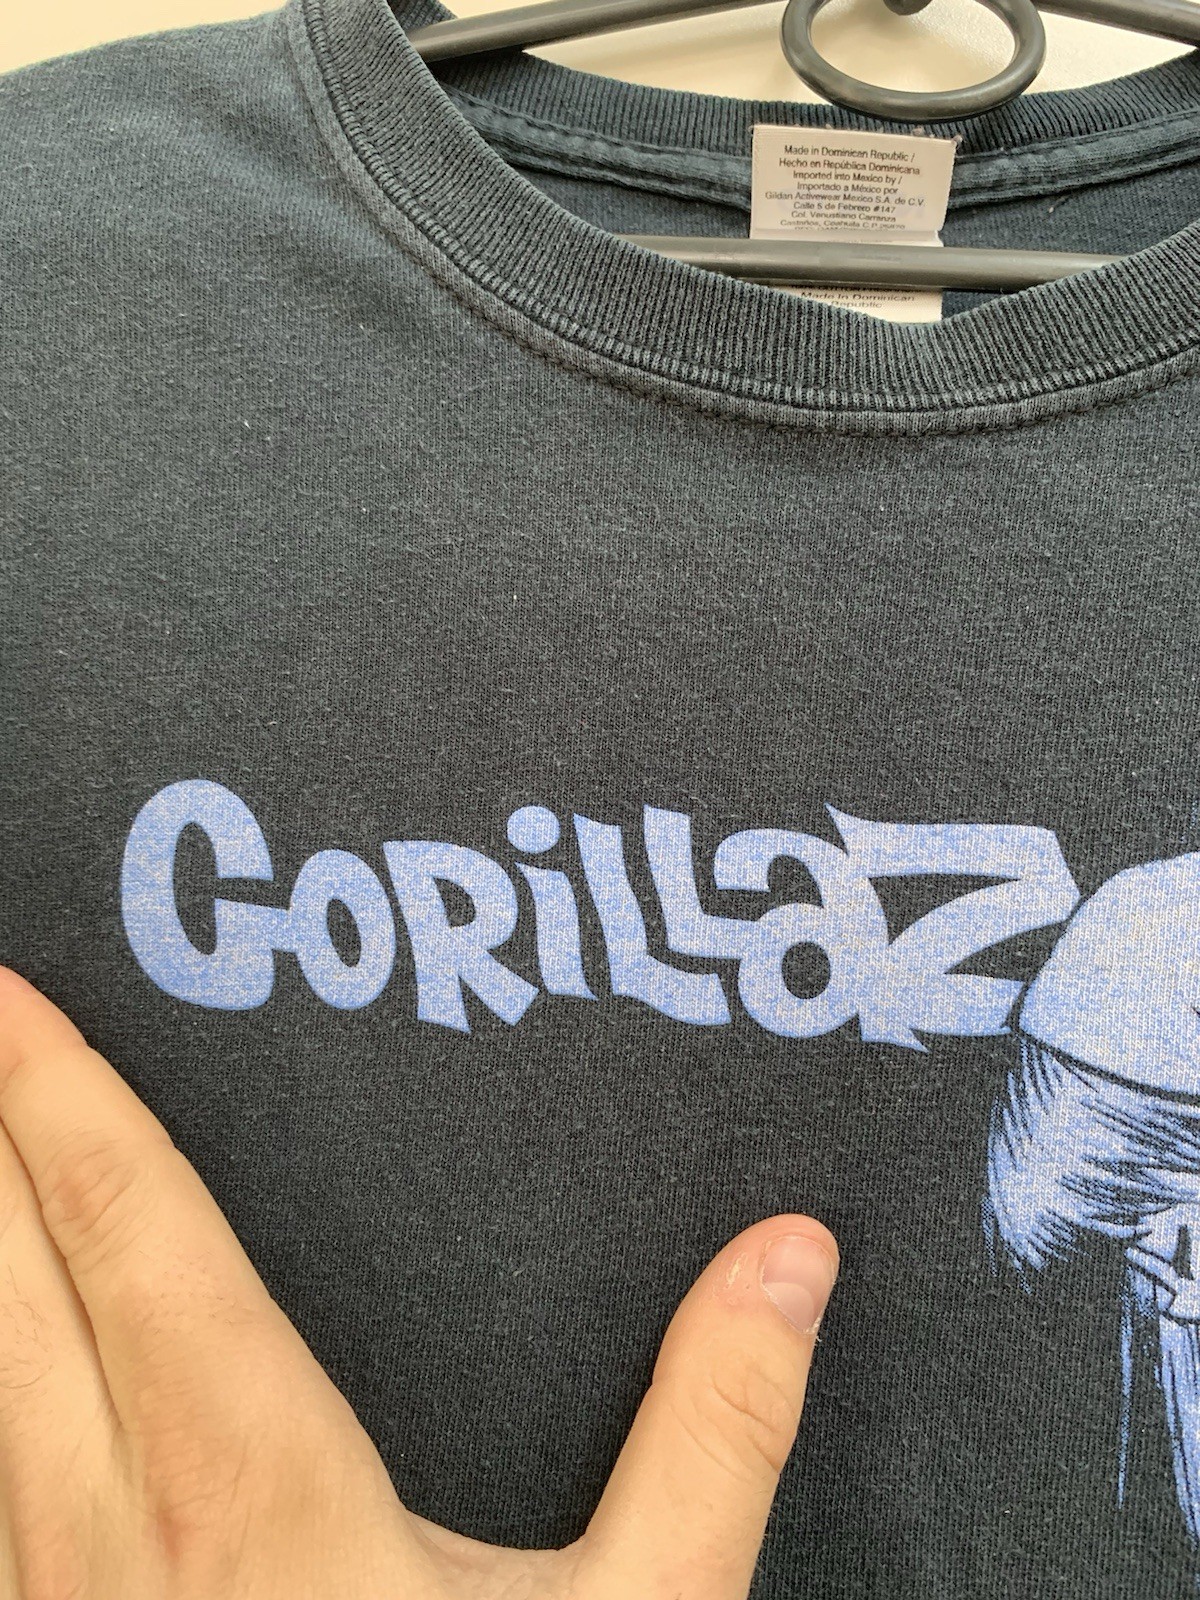 Made in Dominican Republic /
Hecho en República Dominicana
Imported into Mexico by /
Importado a México por
Gildan Activewear Mexico S.A. de C.V.
Calle 5 de Febrero #147
Col. Venustiano Carranza
Made in Dominican
Republic
GORILLAZ